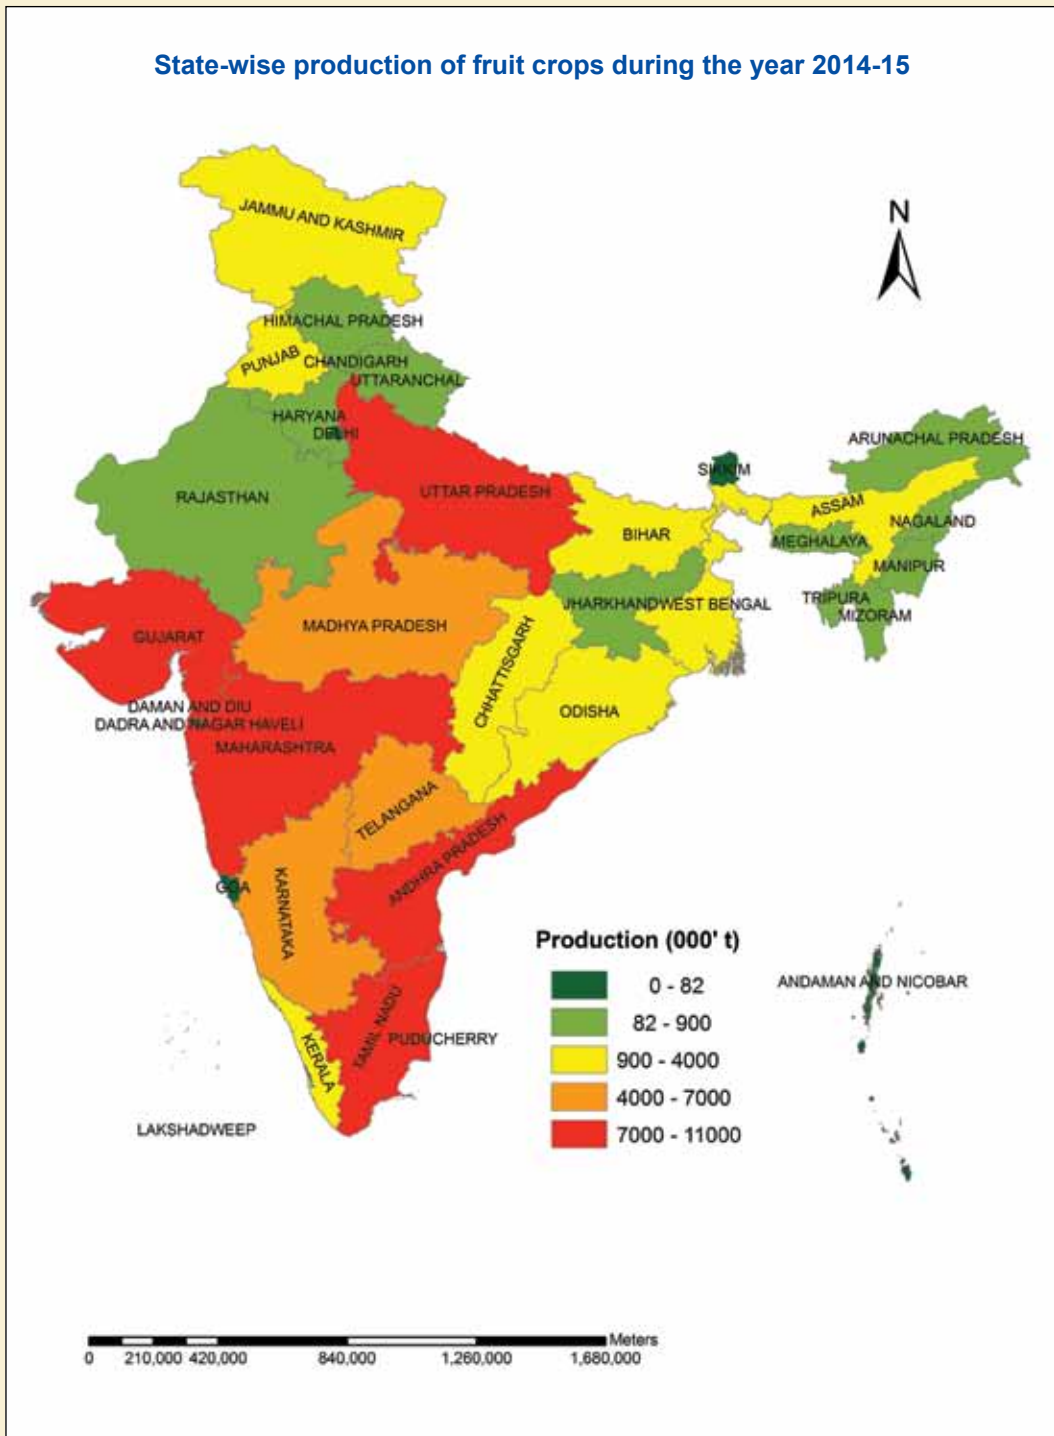 State-wise production of fruit crops during the year 2014-15
JAMMU AND KASHMIR
N
HIMACHAL PRADESH
PUNJAB
CHANDIGARH
UTTARANCHAL
HARYANA
DELHI
ARUNACHAL PRADESH
SIKKIM
RAJASTHAN
UTTAR PRADESH
ASSAM
NAGALAND
BIHAR
MEGHALAYA
MANIPUR
TRIPURA
MIZORAM
JHARKHAND
WEST BENGAL
MADHYA PRADESH
GUJARAT
CHHATTISGARH
DAMAN AND DIU
ODISHA
DADRA AND NAGAR HAVELI
MAHARASHTRA
TELANGANA
ANDHRA PRADESH
GOA
KARNATAKA
Production (000' t)
0 - 82
82 - 900
900 - 4000
4000 - 7000
7000 - 11000
ANDAMAN AND NICOBAR
TAMIL NADU
PUDUCHERRY
KERALA
LAKSHADWEEP
Meters
0 210,000 420,000 840,000 1,260,000 1,680,000